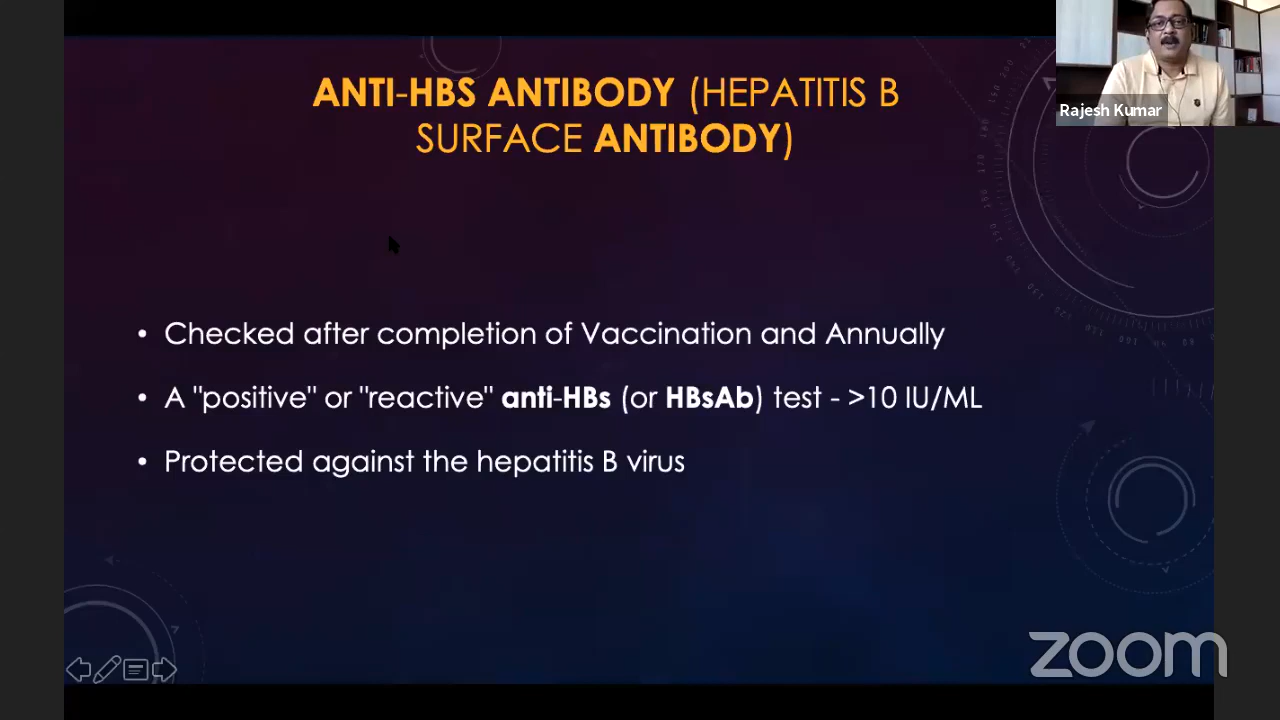 ANTI-HBS ANTIBODY (HEPATITIS B
SURFACE ANTIBODY)
Rajesh Kumar
• Checked after completion of Vaccination and Annually
• A "positive" or "reactive" anti-HBs (or HBsAb) test - >10 IU/ML
• Protected against the hepatitis B virus
zoom